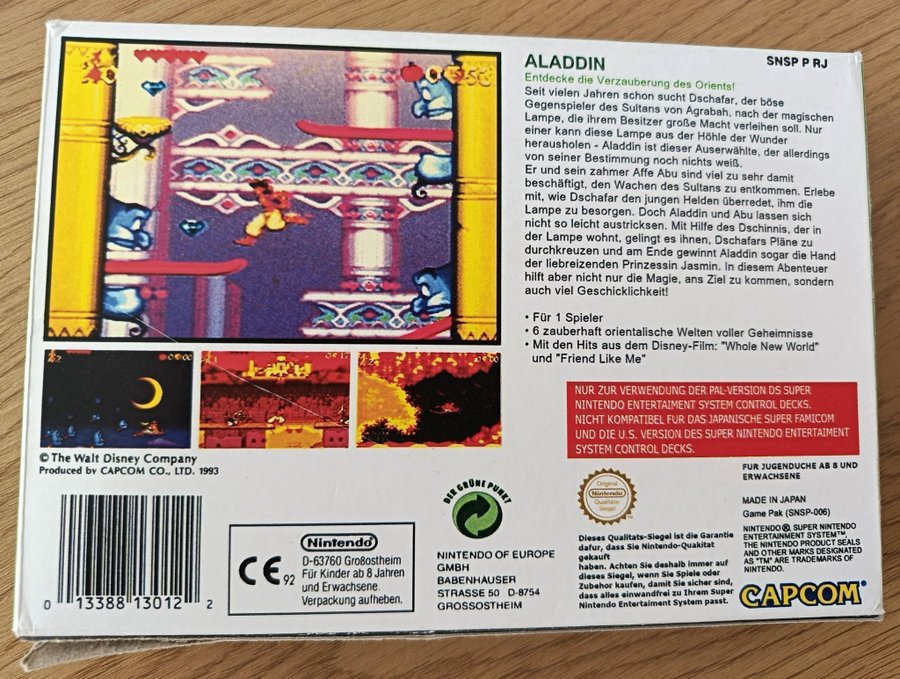 ALADDIN
SNSP P RJ
Entdecke die Verzauberung des Orients!
Seit vielen Jahren schon sucht Dschafar, der böse
Gegenspieler des Sultans von Agrabah, nach der magischen
Lampe, die ihrem Besitzer große Macht verleihen soll. Nur
einer kann diese Lampe aus der Höhle der Wunder
herausholen - Aladdin ist dieser Auserwählte, der allerdings
von seiner Bestimmung noch nichts weiß.
Er und sein zahmer Affe Abu sind viel zu sehr damit
beschäftigt, den Wachen des Sultans zu entkommen. Erlebe
mit, wie Dschafar den jungen Helden überredet, ihm die
Lampe zu besorgen. Doch Aladdin und Abu lassen sich
nicht so leicht austricksen. Mit Hilfe des Dschinnis, der in
der Lampe wohnt, gelingt es ihnen, Dschafars Pläne zu
durchkreuzen und am Ende gewinnt Aladdin sogar die Hand
der liebreizenden Prinzessin Jasmin. In diesem Abenteuer
hilft aber nicht nur die Magie, ans Ziel zu kommen, sondern
auch viel Geschicklichkeit!
• Für 1 Spieler
• 6 zauberhaft orientalische Welten voller Geheimnisse
• Mit den Hits aus dem Disney-Film: "Whole New World"
und "Friend Like Me"
NUR ZUR VERWENDUNG DER PAL-VERSION DS SUPER
NINTENDO ENTERTAIMENT SYSTEM CONTROL DECKS.
NICHT KOMPATIBEL FUR DAS JAPANISCHE SUPER FAMICOM
UND DIE U.S. VERSION DES SUPER NINTENDO ENTERTAIMENT
SYSTEM CONTROL DECKS.
© The Walt Disney Company
Produced by CAPCOM CO., LTD. 1993
0 13388 13012 2
CE 92
Nintendo
D-63760 Großostheim
Für Kinder ab 8 Jahren
und Erwachsene.
Verpackung aufheben.
DER GRÜNE PUNKT
NINTENDO OF EUROPE
GMBH
BABENHAUSER
STRASSE 50 D-8754
GROSSOSTHEIM
Original
Nintendo
Qualitäts-
Siegel
Dieses Qualitats-Siegel ist die Garantie
dafur, dass Sie Nintendo-Quakitat
gekauft
haben. Achten Sie deshalb immer auf
dieses Siegel, wenn Sie Spiele oder
Zubehor kaufen, damit Sie sicher sind,
dass alles einwandfrei zu Ihrem Super
Nintendo Entertaiment System passt.
FUR JUGENDUCHE AB 8 UND
ERWACHSENE
MADE IN JAPAN
Game Pak (SNSP-006)
NINTENDO®, SUPER NINTENDO
ENTERTAIMENT SYSTEM™,
THE NINTENDO PRODUCT SEALS
AND OTHER MARKS DESIGNATED
AS "TM" ARE TRADEMARKS OF
NINTENDO.
CAPCOM